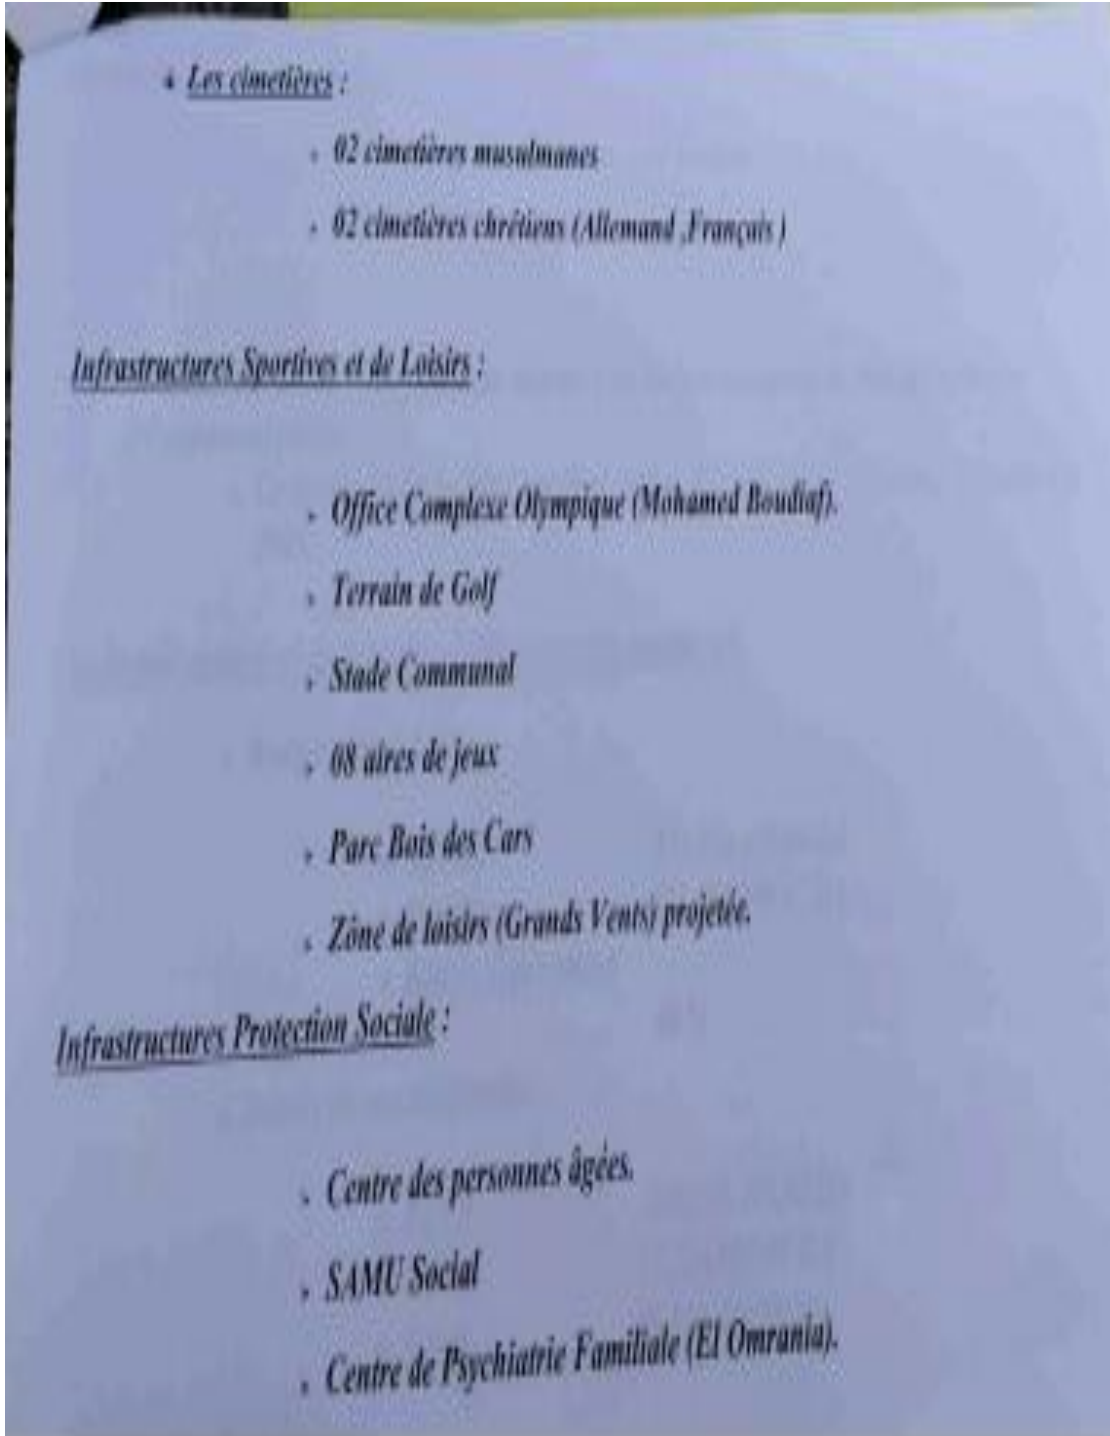 Les cimetières :
02 cimetières musulmanes
02 cimetières chrétiens (Allemand ,Français )
Infrastructures Sportives et de Loisirs :
Office Complexe Olympique (Mohamed Boudiaf).
Terrain de Golf
Stade Communal
08 aires de jeux
Parc Bois des Cars
Zône de loisirs (Grands Vents) projetée.
Infrastructures Protection Sociale :
Centre des personnes âgées.
SAMU Social
Centre de Psychiatrie Familiale (El Omrania).